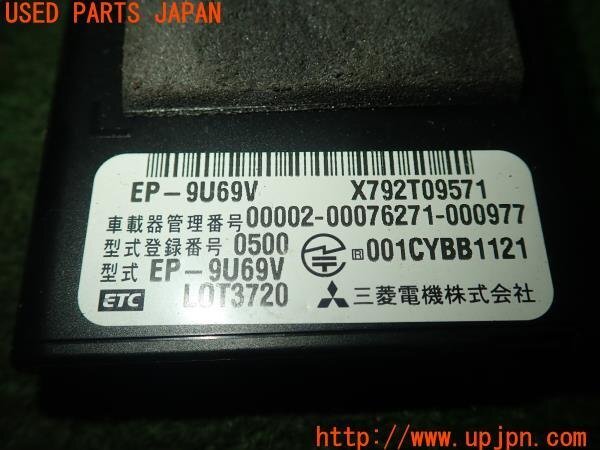 USED PARTS JAPAN
EP-9U69V X792T09571
車載器管理番号 00002-00076271-000977
型式登録番号 0500 R 001CYBB1121
型式 EP-9U69V
ETC LOT3720 三菱電機株式会社
http://www.upjpn.com/